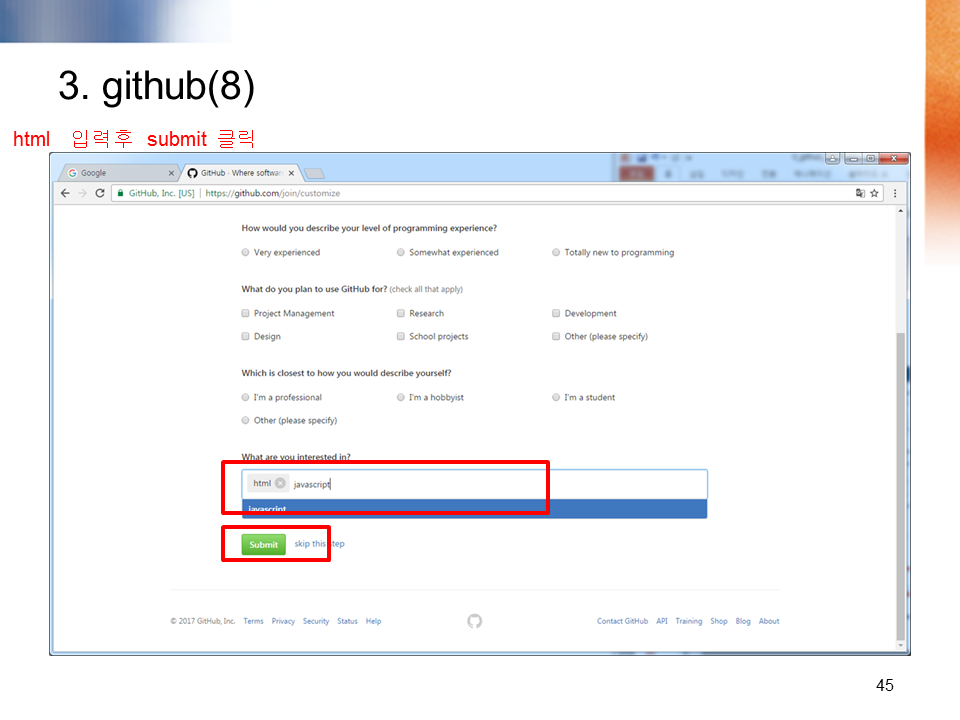 3. github(8)
html 입력후 submit 클릭
Google
GitHub · Where softwar
GitHub, Inc. [US] | https://github.com/join/customize
How would you describe your level of programming experience?
Very experienced Somewhat experienced Totally new to programming
What do you plan to use GitHub for? (check all that apply)
Project Management Research Development
Design School projects Other (please specify)
Which is closest to how you would describe yourself?
I'm a professional I'm a hobbyist I'm a student
Other (please specify)
What are you interested in?
html javascript
javascript
Submit skip this step
© 2017 GitHub, Inc. Terms Privacy Security Status Help Contact GitHub API Training Shop Blog About
45